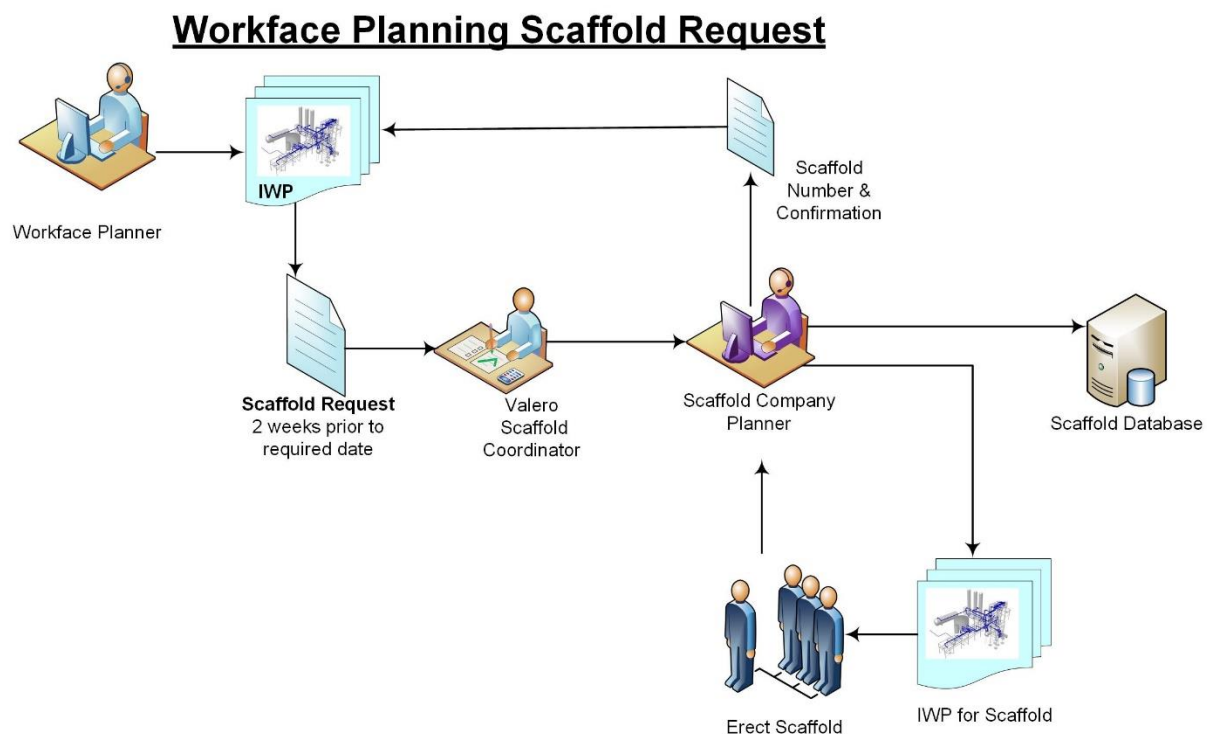 Workface Planning Scaffold Request
IWP
Workface Planner
Scaffold
Number &
Confirmation
Scaffold Request
2 weeks prior to
required date
Valero
Scaffold
Coordinator
Scaffold Company
Planner
Scaffold Database
Erect Scaffold
IWP for Scaffold